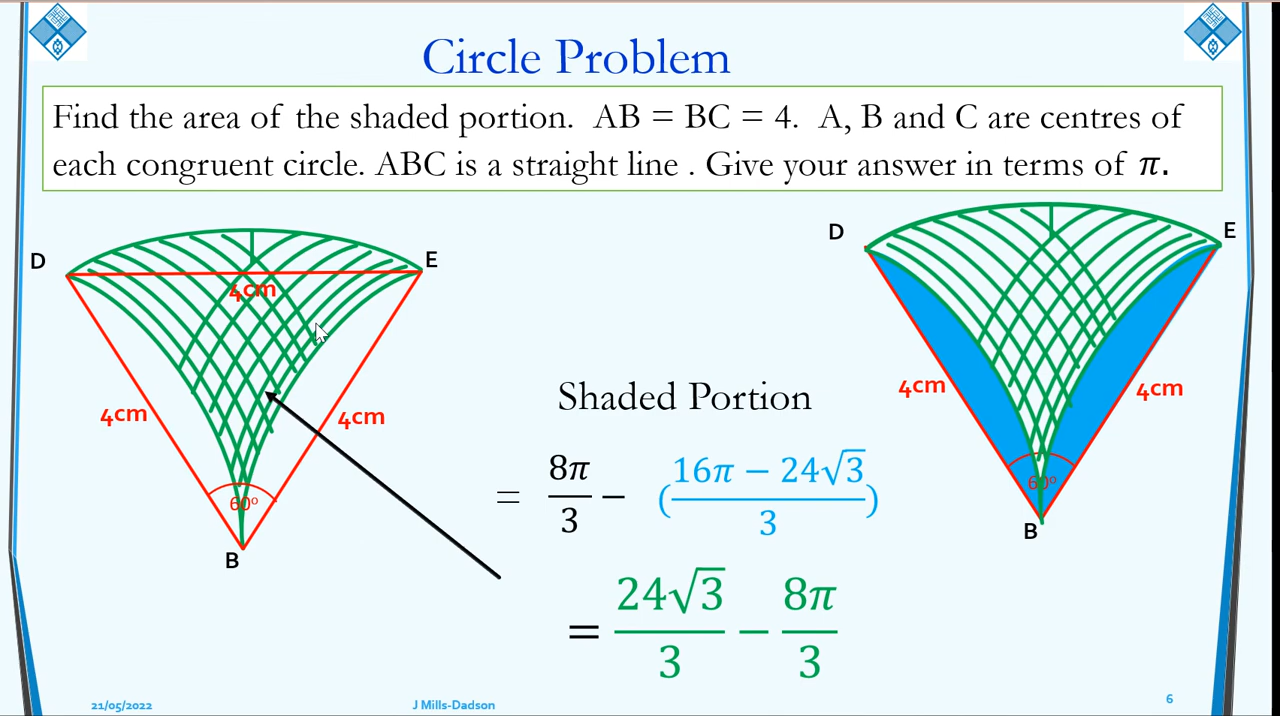 Circle Problem
Find the area of the shaded portion. AB = BC = 4. A, B and C are centres of
each congruent circle. ABC is a straight line . Give your answer in terms of π.
D
E
4cm
4cm
4cm
60º
B
D
E
4cm
4cm
60º
B
Shaded Portion
= 8π/3 − ((16π − 24√3)/3)
= 24√3/3 − 8π/3
21/05/2022
J Mills-Dadson
6